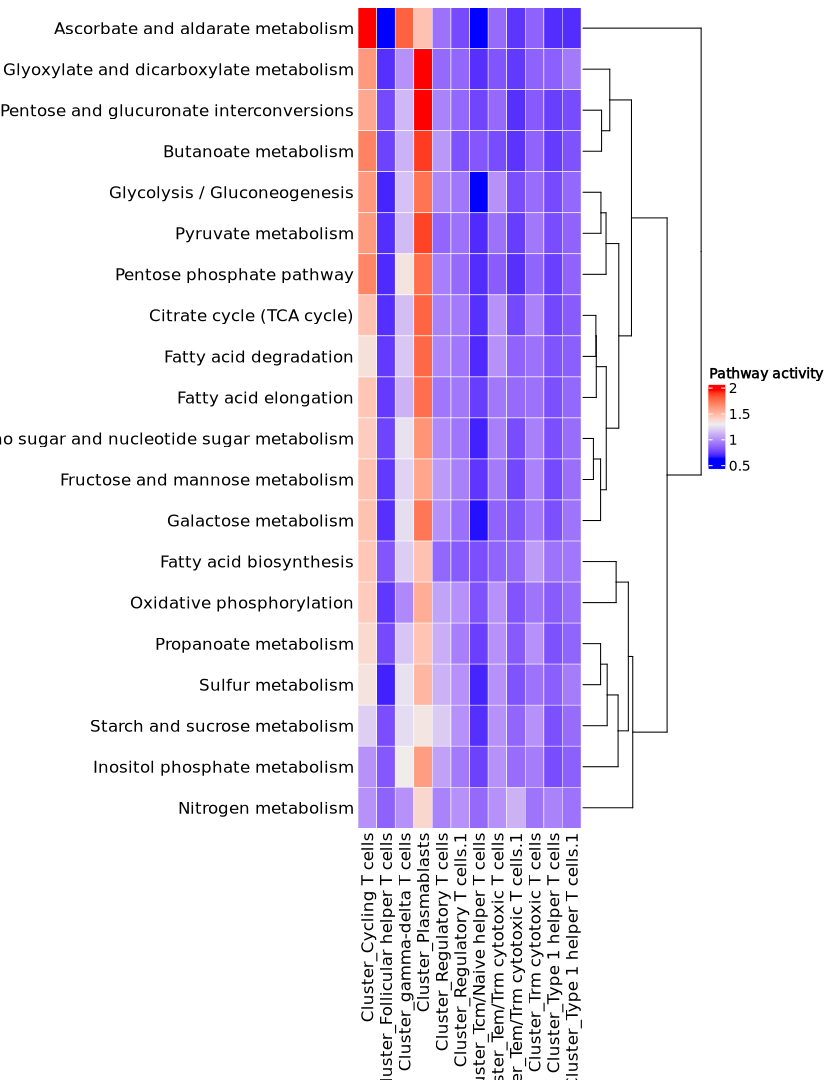 Ascorbate and aldarate metabolism
Glyoxylate and dicarboxylate metabolism
Pentose and glucuronate interconversions
Butanoate metabolism
Glycolysis / Gluconeogenesis
Pyruvate metabolism
Pentose phosphate pathway
Citrate cycle (TCA cycle)
Fatty acid degradation
Fatty acid elongation
no sugar and nucleotide sugar metabolism
Fructose and mannose metabolism
Galactose metabolism
Fatty acid biosynthesis
Oxidative phosphorylation
Propanoate metabolism
Sulfur metabolism
Starch and sucrose metabolism
Inositol phosphate metabolism
Nitrogen metabolism
Pathway activity
2
1.5
1
0.5
Cluster_Cycling T cells
luster_Follicular helper T cells
Cluster_gamma-delta T cells
Cluster_Plasmablasts
Cluster_Regulatory T cells
Cluster_Regulatory T cells.1
uster_Tcm/Naive helper T cells
ster_Tem/Trm cytotoxic T cells
er_Tem/Trm cytotoxic T cells.1
Cluster_Trm cytotoxic T cells
Cluster_Type 1 helper T cells
Cluster_Type 1 helper T cells.1